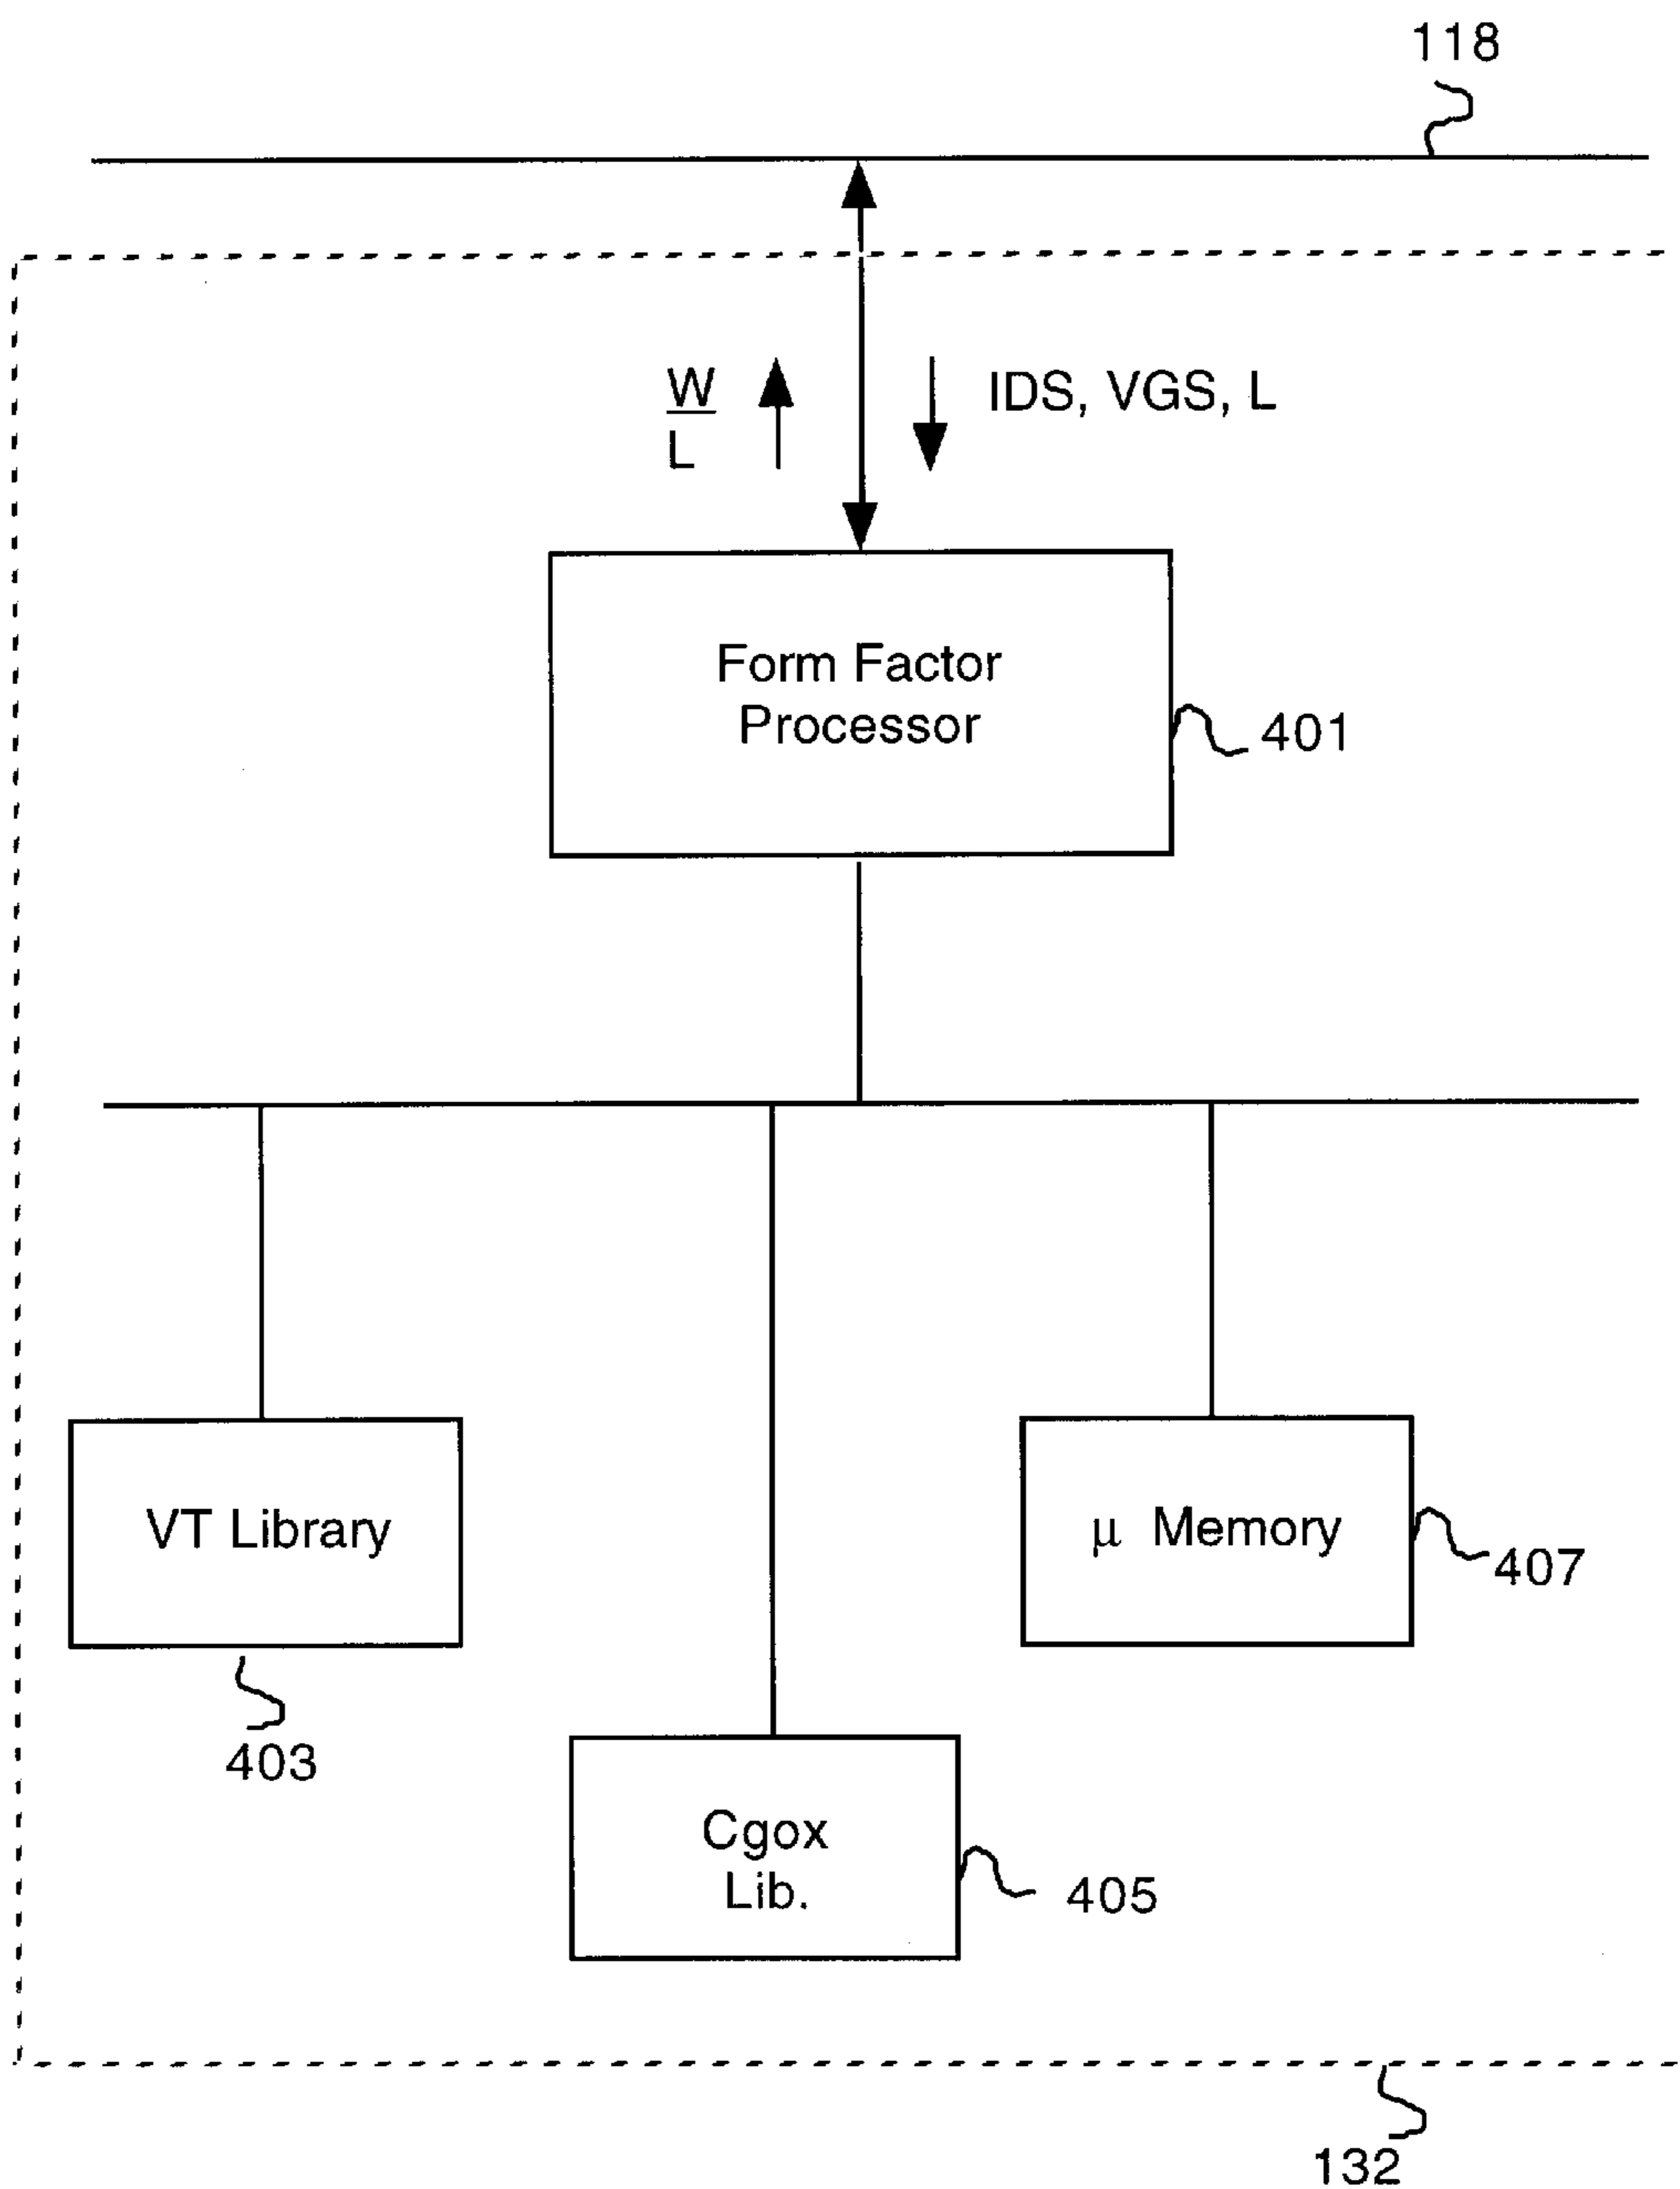 118
W
L
IDS, VGS, L
Form Factor
Processor
401
VT Library
μ Memory
407
403
Cgox
Lib.
405
132